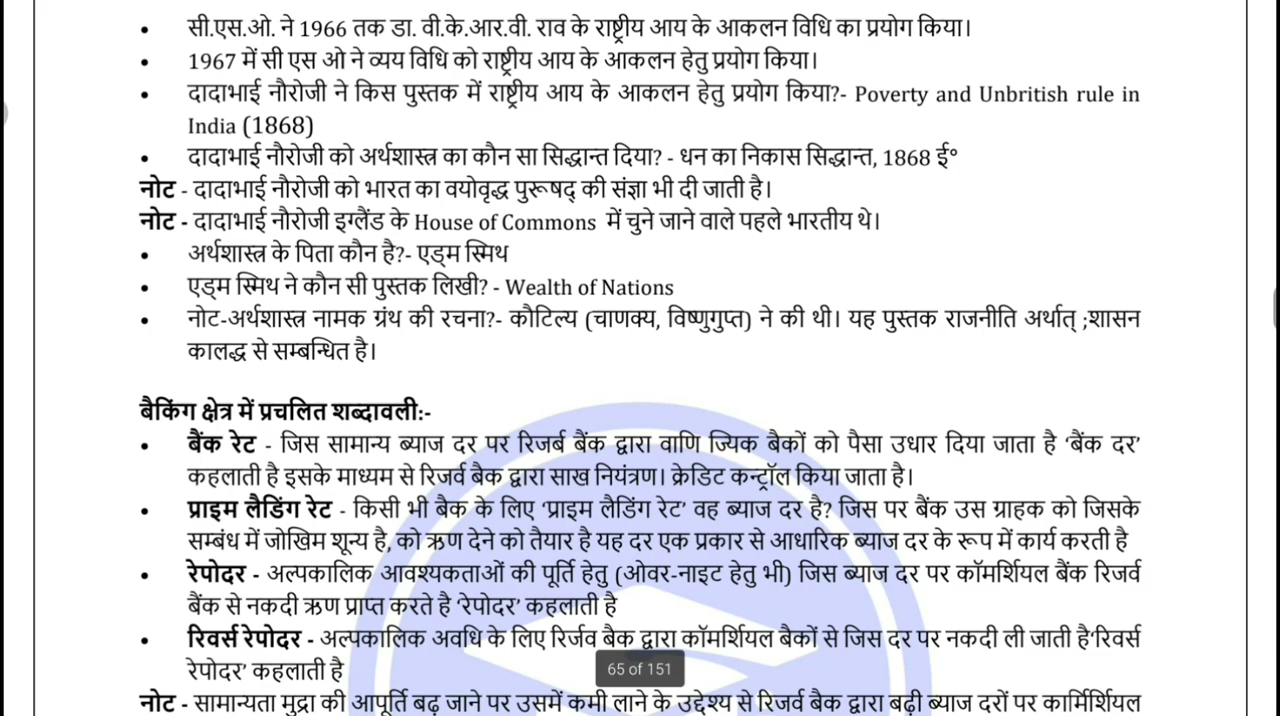 • सी.एस.ओ. ने 1966 तक डा. वी.के.आर.वी. राव के राष्ट्रीय आय के आकलन विधि का प्रयोग किया।
• 1967 में सी एस ओ ने व्यय विधि को राष्ट्रीय आय के आकलन हेतु प्रयोग किया।
• दादाभाई नौरोजी ने किस पुस्तक में राष्ट्रीय आय के आकलन हेतु प्रयोग किया?- Poverty and Unbritish rule in
India (1868)
• दादाभाई नौरोजी को अर्थशास्त्र का कौन सा सिद्धान्त दिया? - धन का निकास सिद्धान्त, 1868 ई°
नोट - दादाभाई नौरोजी को भारत का वयोवृद्ध पुरूषद् की संज्ञा भी दी जाती है।
नोट - दादाभाई नौरोजी इग्लैंड के House of Commons में चुने जाने वाले पहले भारतीय थे।
• अर्थशास्त्र के पिता कौन है?- एड्म स्मिथ
• एड्म स्मिथ ने कौन सी पुस्तक लिखी? - Wealth of Nations
• नोट-अर्थशास्त्र नामक ग्रंथ की रचना?- कौटिल्य (चाणक्य, विष्णुगुप्त) ने की थी। यह पुस्तक राजनीति अर्थात् ;शासन
कालद्ध से सम्बन्धित है।
बैकिंग क्षेत्र में प्रचलित शब्दावली:-
• बैंक रेट - जिस सामान्य ब्याज दर पर रिजर्ब बैंक द्वारा वाणि ज्यिक बैकों को पैसा उधार दिया जाता है ‘बैंक दर’
कहलाती है इसके माध्यम से रिजर्व बैक द्वारा साख नियंत्रण। क्रेडिट कन्ट्रॉल किया जाता है।
• प्राइम लैडिंग रेट - किसी भी बैक के लिए ‘प्राइम लैडिंग रेट’ वह ब्याज दर है? जिस पर बैंक उस ग्राहक को जिसके
सम्बंध में जोखिम शून्य है, को ऋण देने को तैयार है यह दर एक प्रकार से आधारिक ब्याज दर के रूप में कार्य करती है
• रेपोदर - अल्पकालिक आवश्यकताओं की पूर्ति हेतु (ओवर-नाइट हेतु भी) जिस ब्याज दर पर कॉमर्शियल बैंक रिजर्व
बैंक से नकदी ऋण प्राप्त करते है ‘रेपोदर’ कहलाती है
• रिवर्स रेपोदर - अल्पकालिक अवधि के लिए रिर्जव बैक द्वारा कॉमर्शियल बैकों से जिस दर पर नकदी ली जाती है‘रिवर्स
रेपोदर’ कहलाती है
65 of 151
नोट - सामान्यता मुद्रा की आपूर्ति बढ़ जाने पर उसमें कमी लाने के उद्देश्य से रिजर्व बैक द्वारा बढ़ी ब्याज दरों पर कार्मिर्शियल